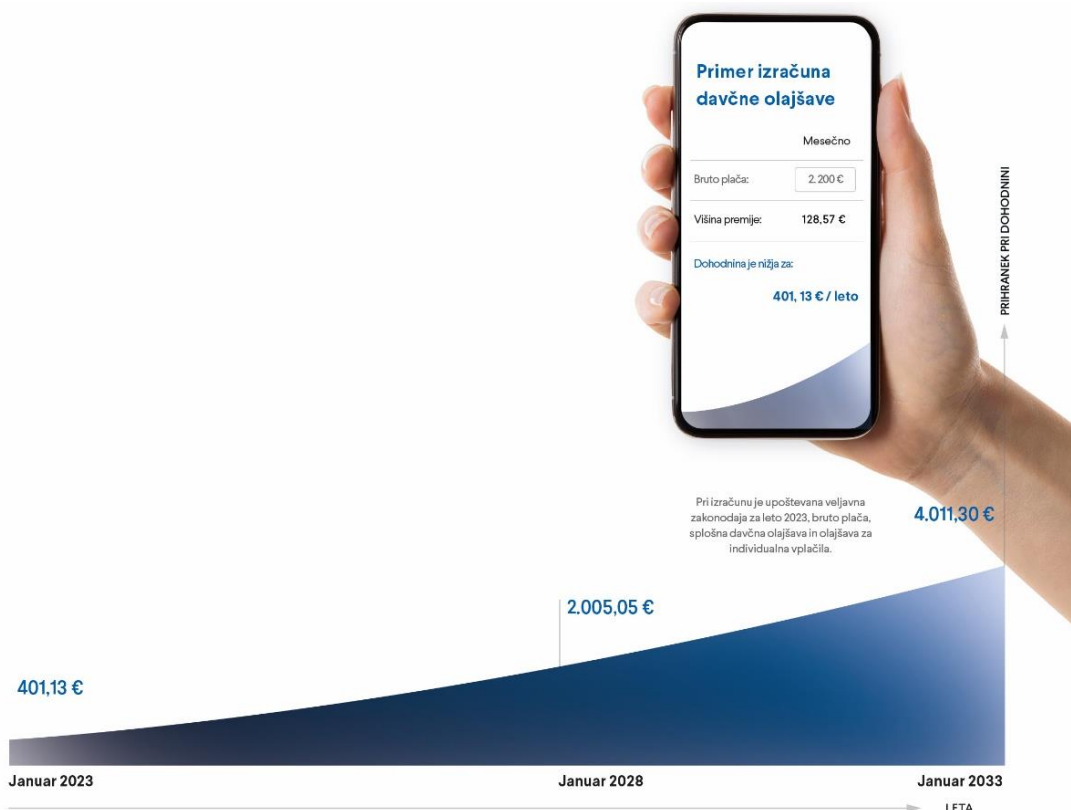 Primer izračuna
davčne olajšave
Mesečno
Bruto plača: 2.200 €
Višina premije: 128,57 €
Dohodnina je nižja za:
401, 13 € / leto
PRIHRANEK PRI DOHODNINI
Pri izračunu je upoštevana veljavna
zakonodaja za leto 2023, bruto plača,
splošna davčna olajšava in olajšava za
individualna vplačila.
4.011,30 €
2.005,05 €
401,13 €
Januar 2023 Januar 2028 Januar 2033
LETA